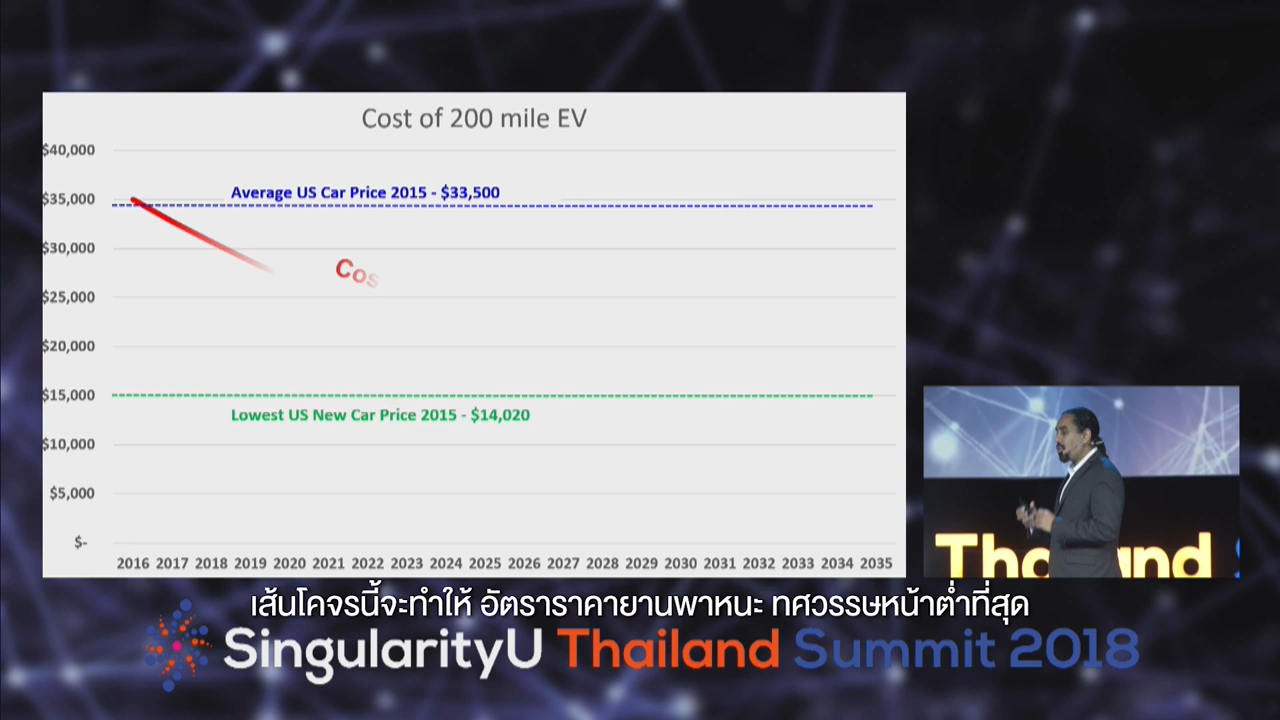 Cost of 200 mile EV
$40,000
Average US Car Price 2015 - $33,500
$35,000
$30,000
Cos
$25,000
$20,000
$15,000
Lowest US New Car Price 2015 - $14,020
$10,000
$5,000
$-
2016 2017 2018 2019 2020 2021 2022 2023 2024 2025 2026 2027 2028 2029 2030 2031 2032 2033 2034 2035
Thailand S
เส้นโคจรนี้จะทำให้ อัตราราคายานพาหนะ ทศวรรษหน้าต่ำที่สุด
SingularityU Thailand Summit 2018